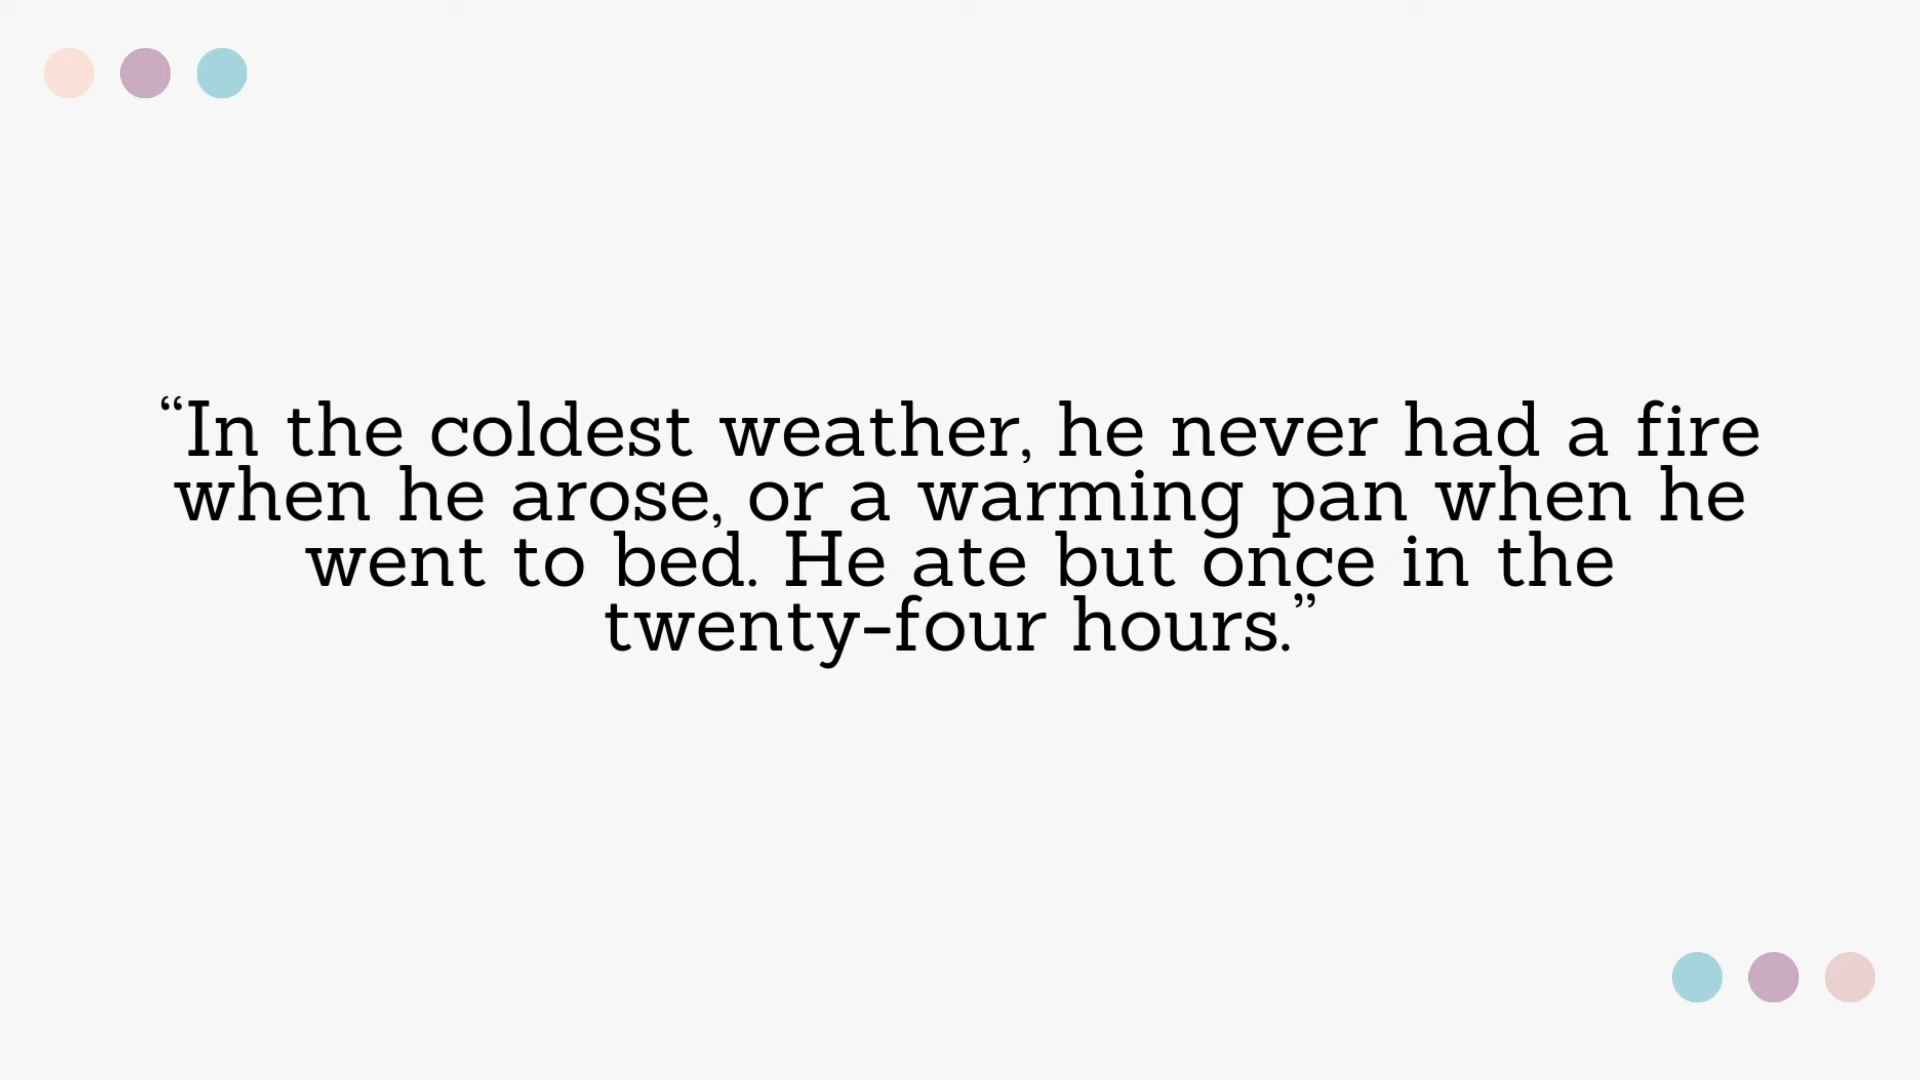 “In the coldest weather, he never had a fire
when he arose, or a warming pan when he
went to bed. He ate but once in the
twenty-four hours.”